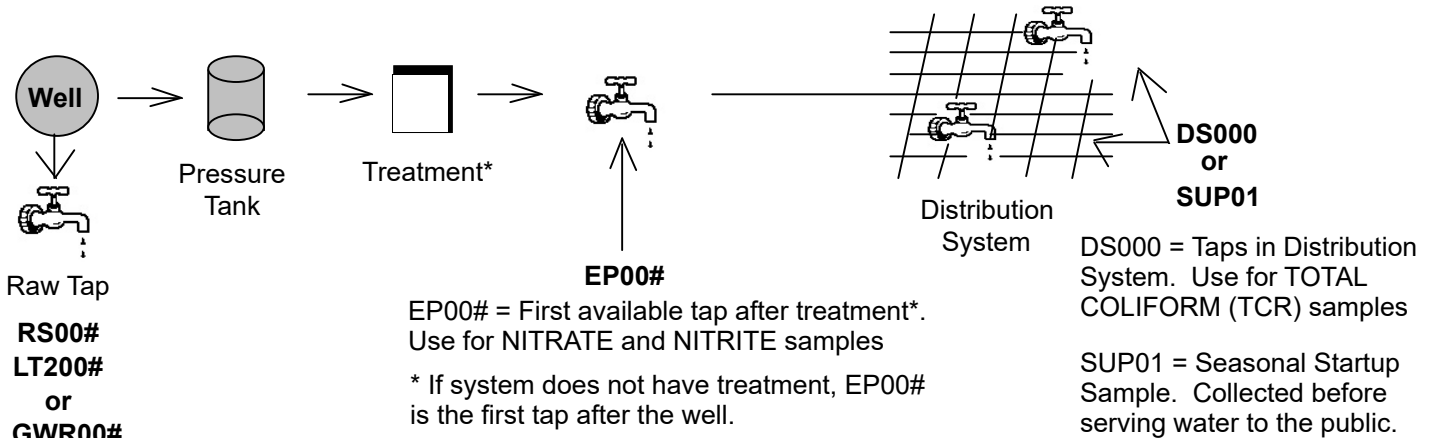 Well
Pressure
Tank
Treatment*
Raw Tap
RS00#
LT200#
or
GWR00#
EP00#
EP00# = First available tap after treatment*.
Use for NITRATE and NITRITE samples
* If system does not have treatment, EP00#
is the first tap after the well.
Distribution
System
DS000
or
SUP01
DS000 = Taps in Distribution
System. Use for TOTAL
COLIFORM (TCR) samples
SUP01 = Seasonal Startup
Sample. Collected before
serving water to the public.